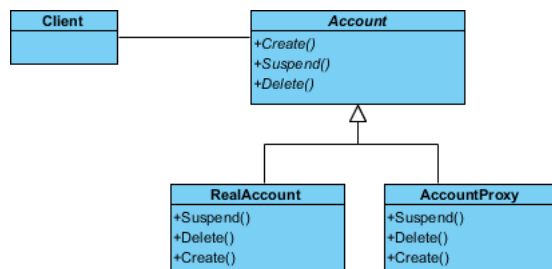 Client
Account
+Create()
+Suspend()
+Delete()
RealAccount
+Suspend()
+Delete()
+Create()
AccountProxy
+Suspend()
+Delete()
+Create()